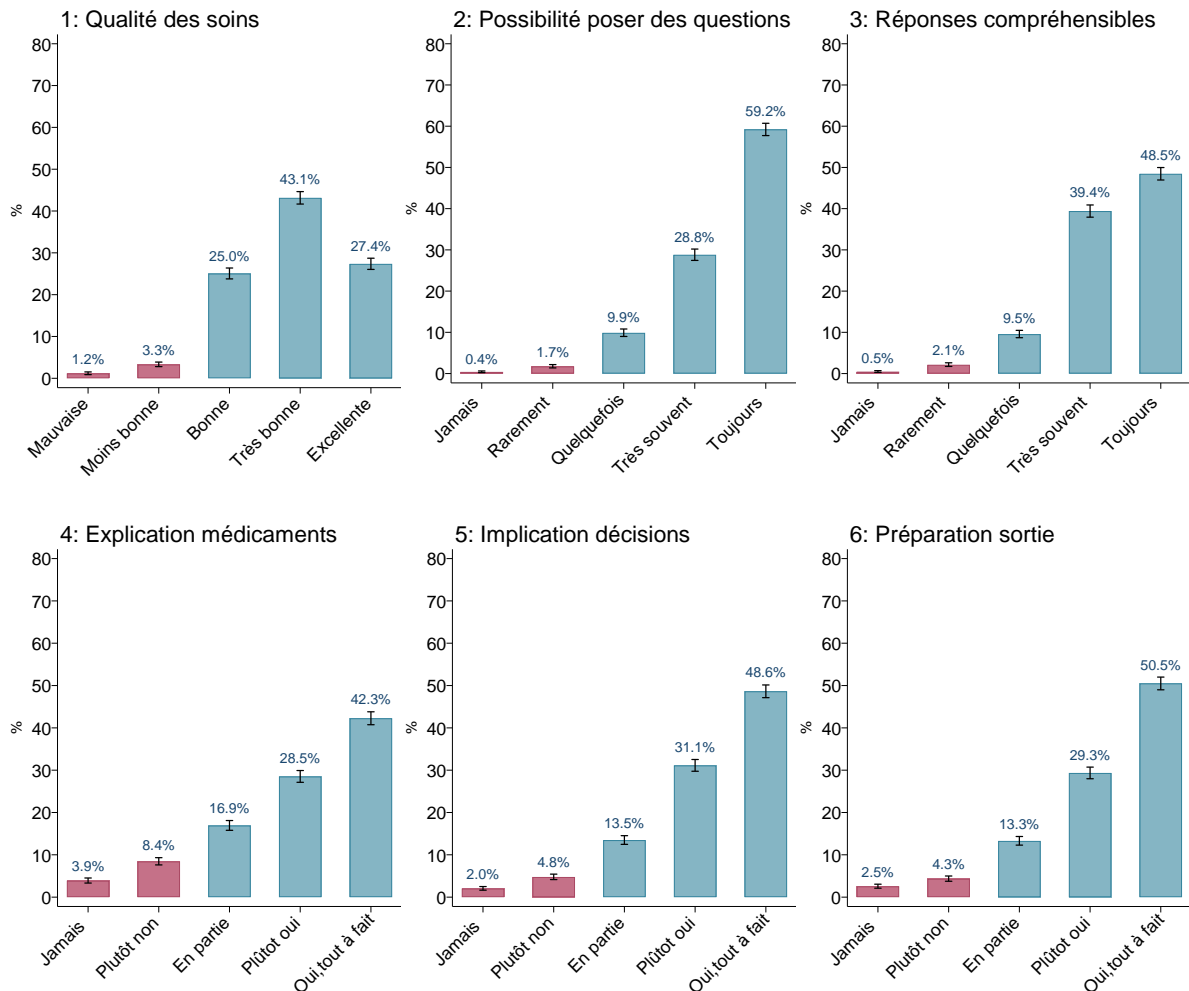 1: Qualité des soins
80
70
60
50
40
30
20
10
0
%
1.2%
3.3%
25.0%
43.1%
27.4%
Mauvaise
Moins bonne
Bonne
Très bonne
Excellente
2: Possibilité poser des questions
80
70
60
50
40
30
20
10
0
%
0.4%
1.7%
9.9%
28.8%
59.2%
Jamais
Rarement
Quelquefois
Très souvent
Toujours
3: Réponses compréhensibles
80
70
60
50
40
30
20
10
0
%
0.5%
2.1%
9.5%
39.4%
48.5%
Jamais
Rarement
Quelquefois
Très souvent
Toujours
4: Explication médicaments
80
70
60
50
40
30
20
10
0
%
3.9%
8.4%
16.9%
28.5%
42.3%
Jamais
Plutôt non
En partie
Plûtot oui
Oui,tout à fait
5: Implication décisions
80
70
60
50
40
30
20
10
0
%
2.0%
4.8%
13.5%
31.1%
48.6%
Jamais
Plutôt non
En partie
Plûtot oui
Oui,tout à fait
6: Préparation sortie
80
70
60
50
40
30
20
10
0
%
2.5%
4.3%
13.3%
29.3%
50.5%
Jamais
Plutôt non
En partie
Plûtot oui
Oui,tout à fait